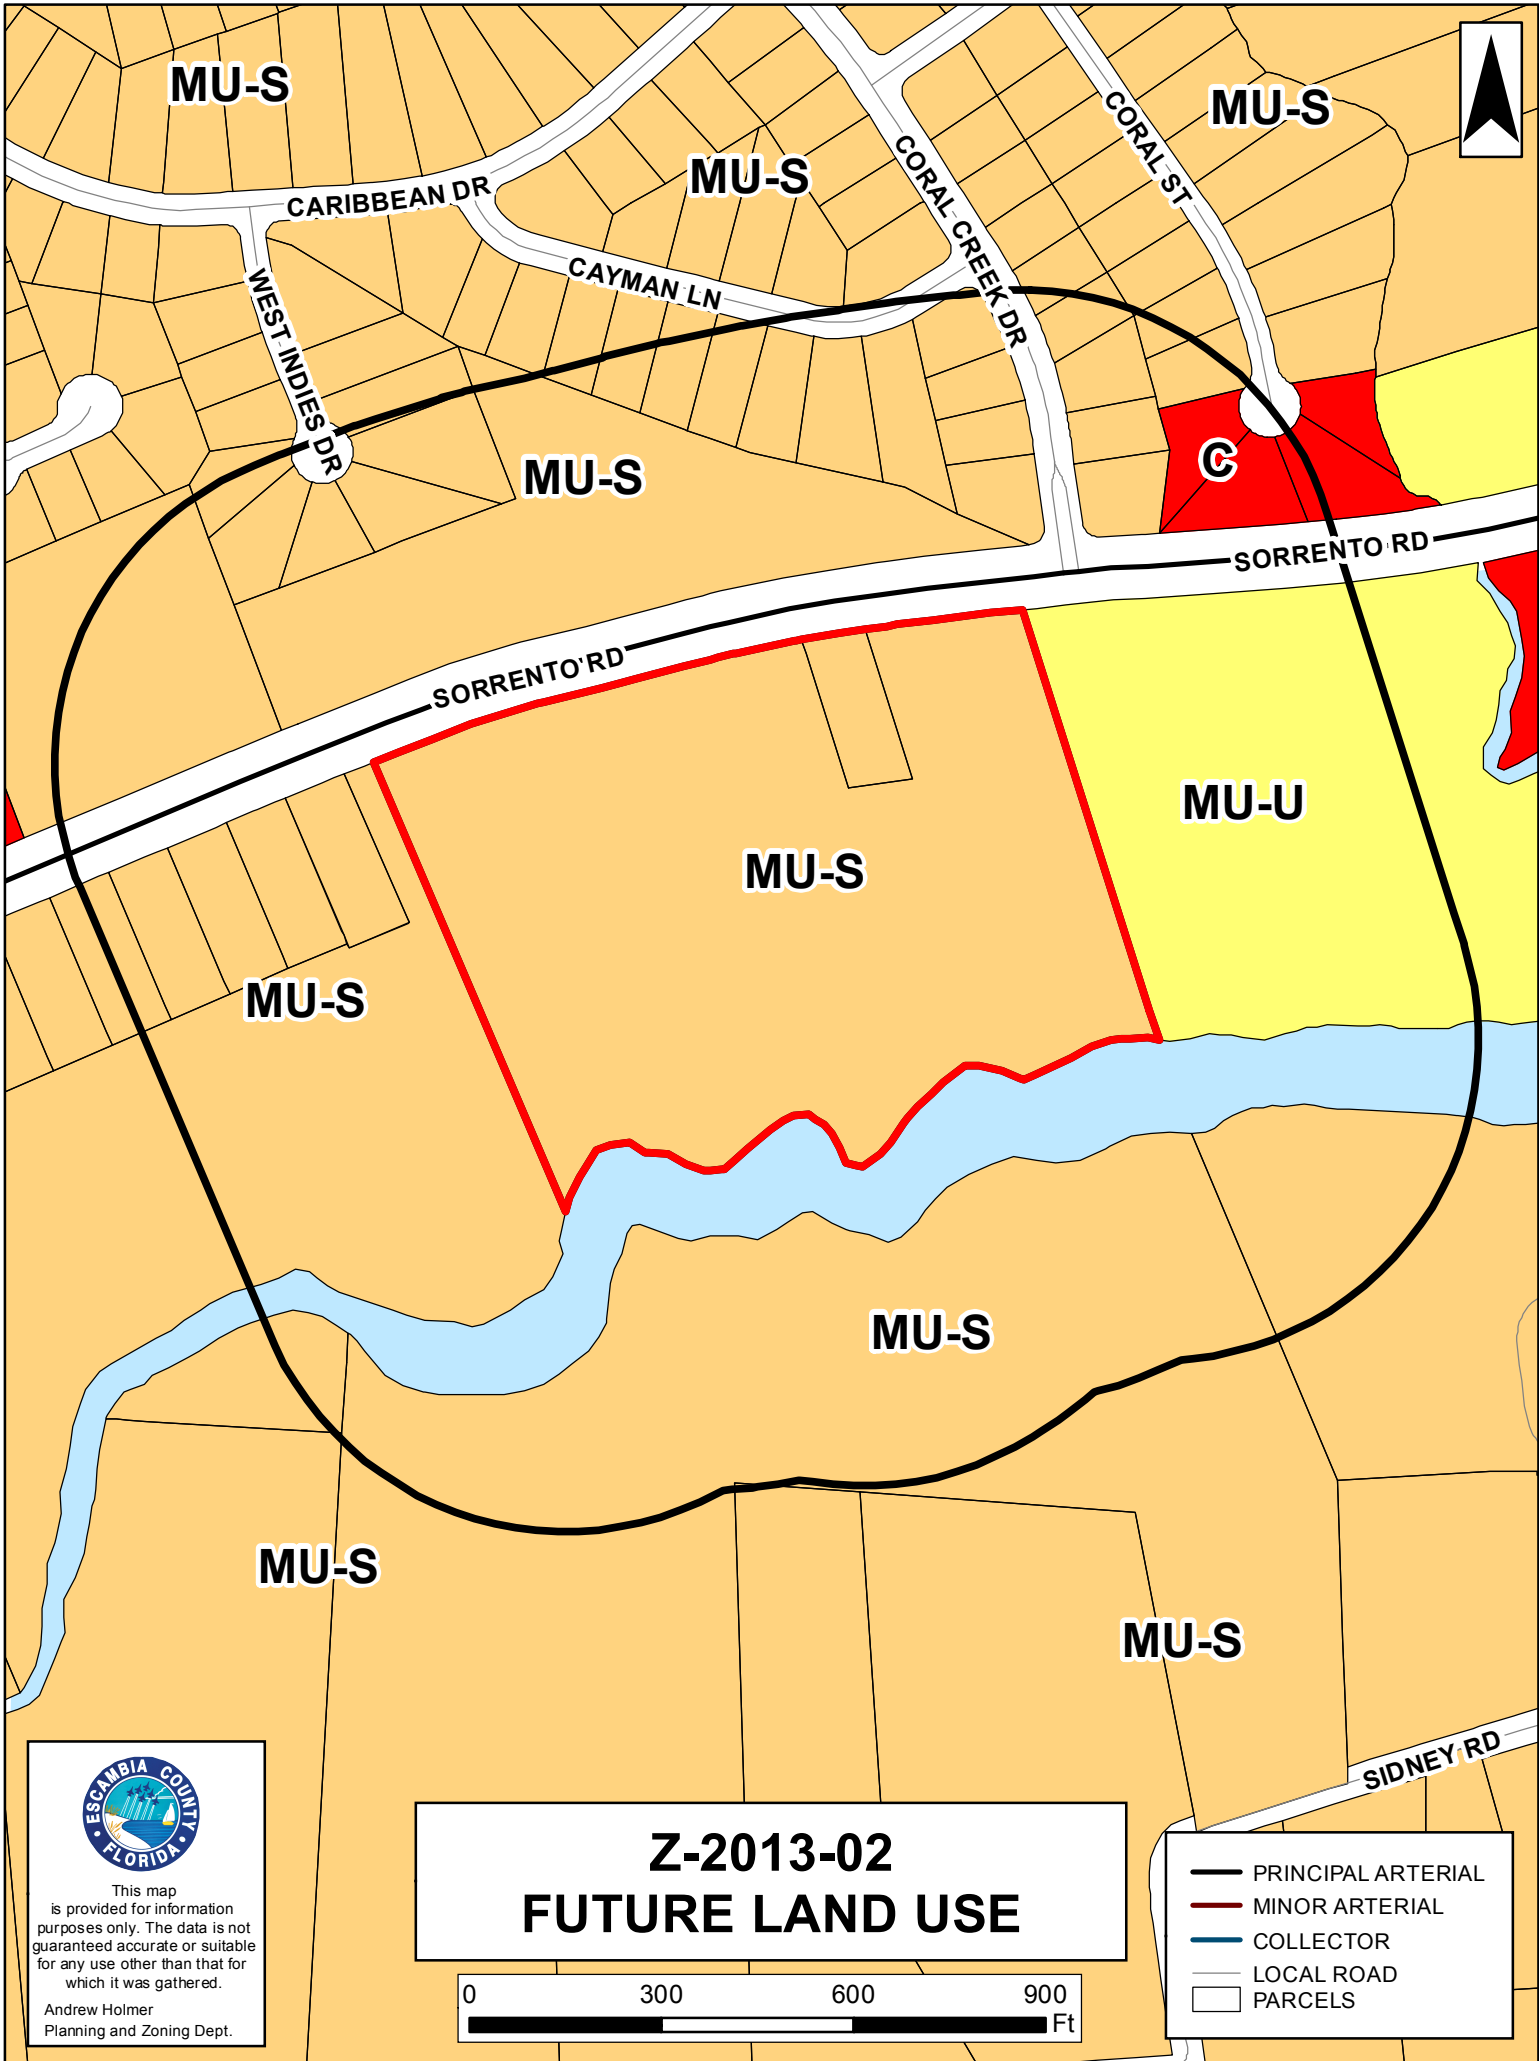 MU-S
MU-S
MU-S
CARIBBEAN DR
CORAL CREEK DR
CORAL ST
CAYMAN LN
WEST INDIES DR
MU-S
C
SORRENTO RD
SORRENTO RD
MU-U
MU-S
MU-S
MU-S
MU-S
MU-S
SIDNEY RD
ESCAMBIA COUNTY
FLORIDA
This map
is provided for information
purposes only. The data is not
guaranteed accurate or suitable
for any use other than that for
which it was gathered.
Andrew Holmer
Planning and Zoning Dept.
Z-2013-02
FUTURE LAND USE
0 300 600 900
Ft
PRINCIPAL ARTERIAL
MINOR ARTERIAL
COLLECTOR
LOCAL ROAD
PARCELS